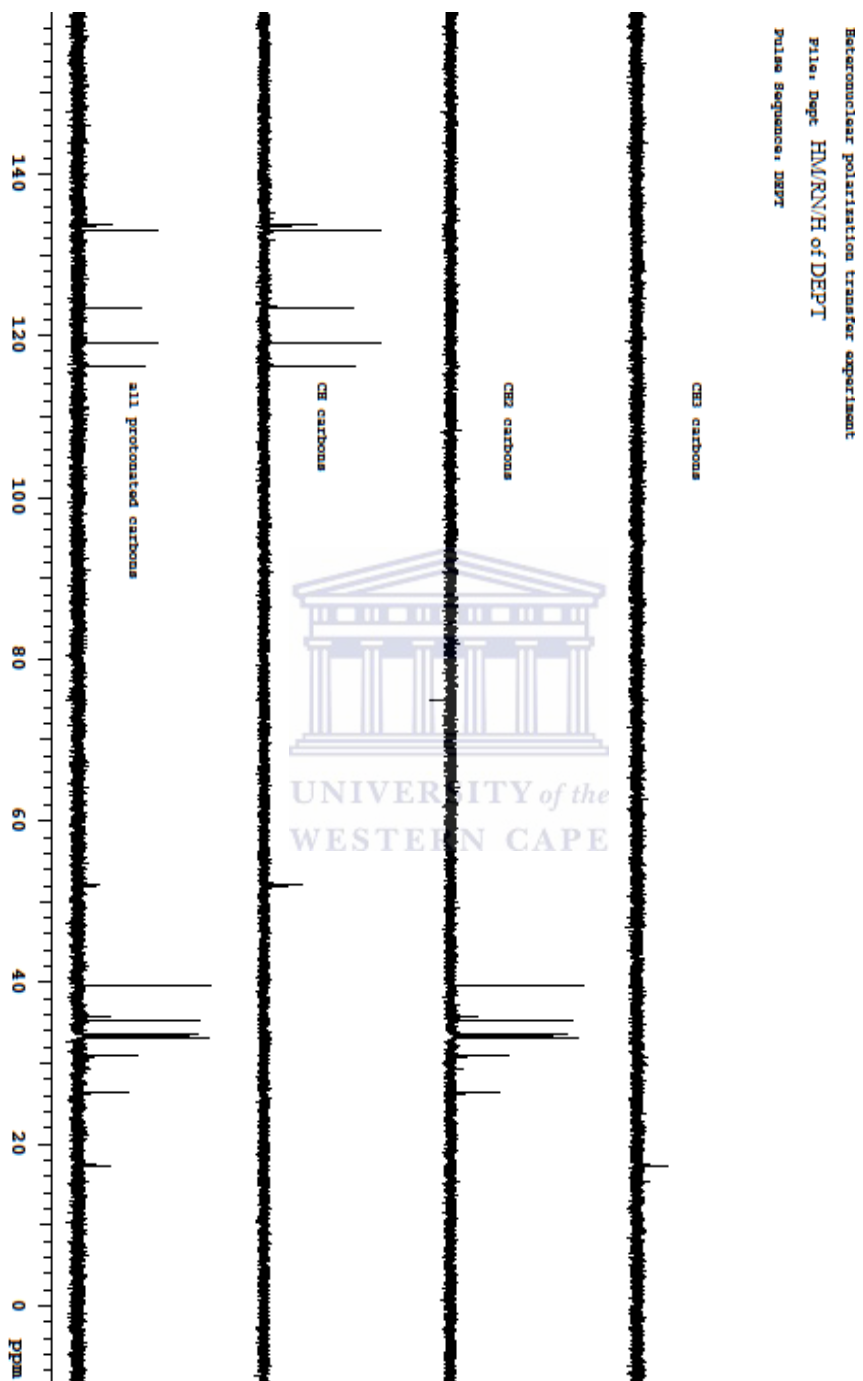 Heteronuclear polarization transfer experiment
File: Dept HM/RN/H of DEPT
Pulse Sequence: DEPT
CH3 carbons
CH2 carbons
CH carbons
all protonated carbons
140
120
100
80
60
40
20
0
ppm
UNIVERSITY of the
WESTERN CAPE